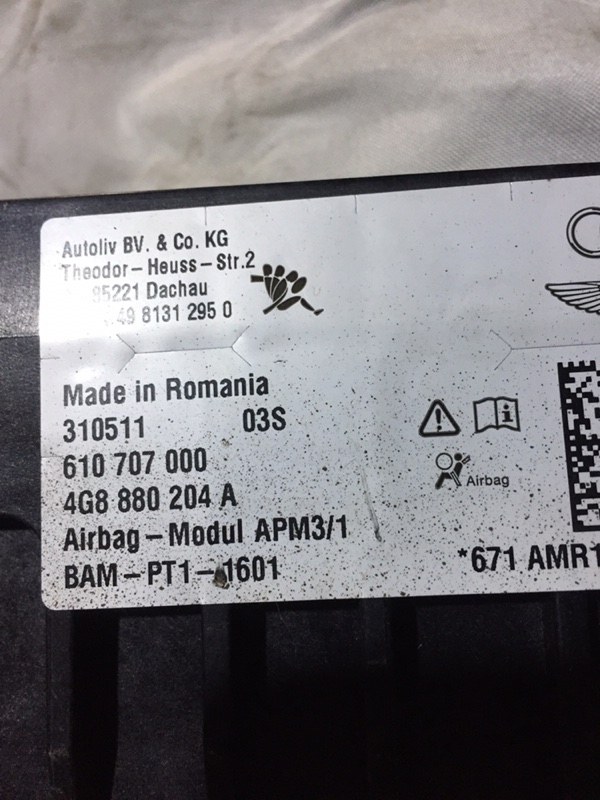 Autoliv BV. & Co. KG
Theodor-Heuss-Str.2
85221 Dachau
49 8131 295 0
Made in Romania
310511 03S
610 707 000
4G8 880 204 A
Airbag-Modul APM3/1
BAM-PT1-1601
Airbag
*671 AMR1